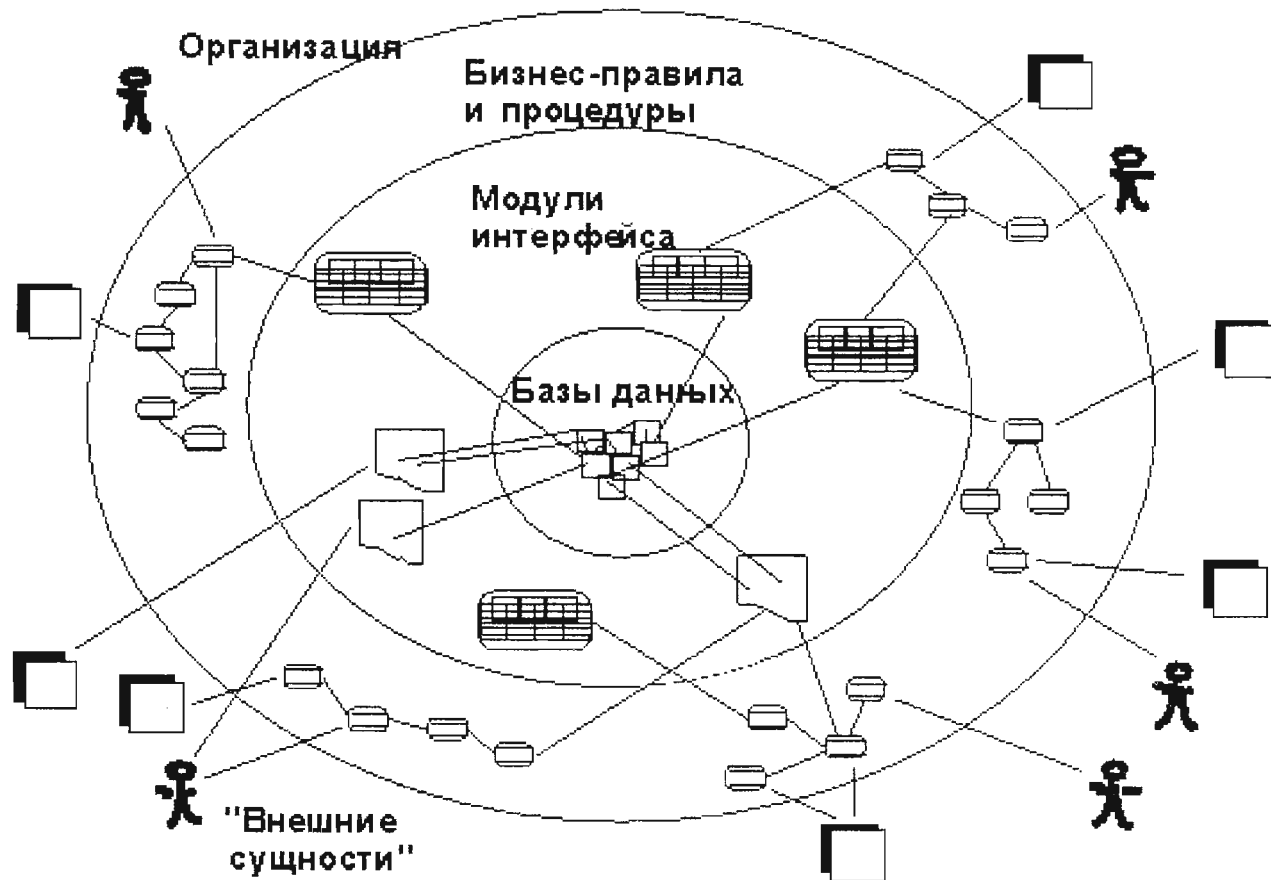 Организация
Бизнес-правила
и процедуры
Модули
интерфейса
Базы данных
"Внешние
сущности"